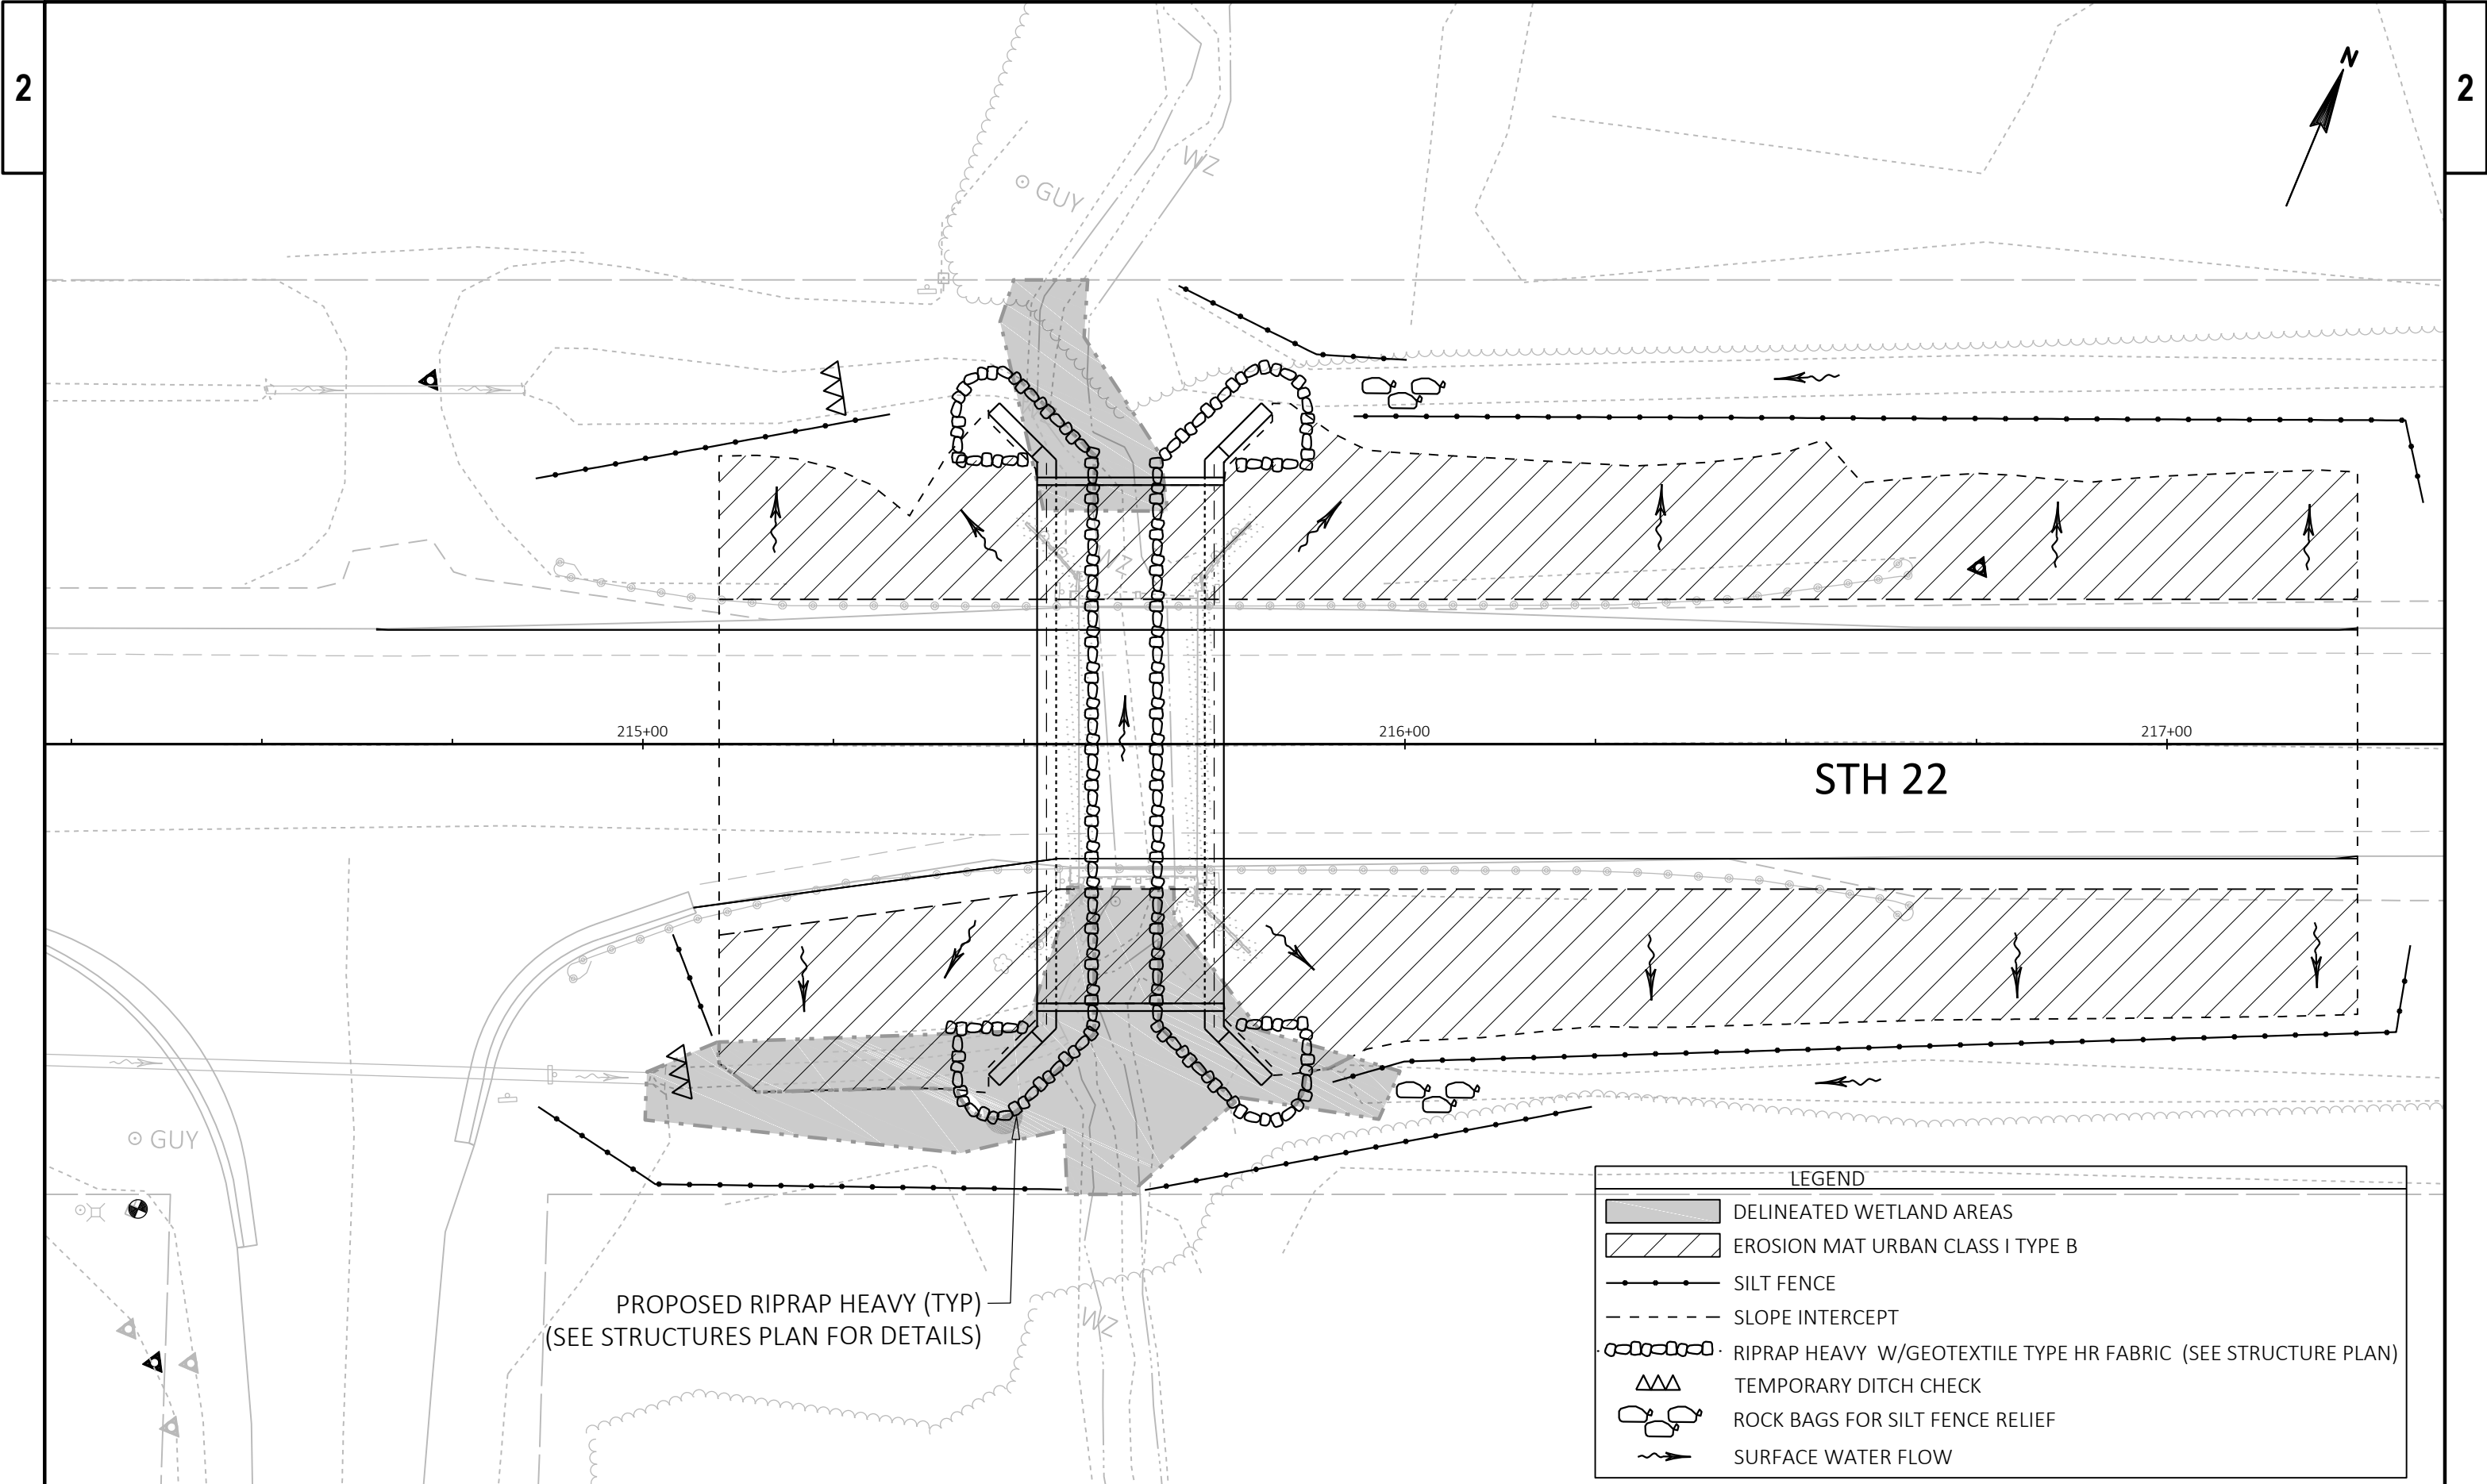 2
2
N
WZ
GUY
WZ
215+00
216+00
217+00
STH 22
GUY
WZ
PROPOSED RIPRAP HEAVY (TYP)
(SEE STRUCTURES PLAN FOR DETAILS)
LEGEND
DELINEATED WETLAND AREAS
EROSION MAT URBAN CLASS I TYPE B
SILT FENCE
SLOPE INTERCEPT
RIPRAP HEAVY W/GEOTEXTILE TYPE HR FABRIC (SEE STRUCTURE PLAN)
TEMPORARY DITCH CHECK
ROCK BAGS FOR SILT FENCE RELIEF
SURFACE WATER FLOW